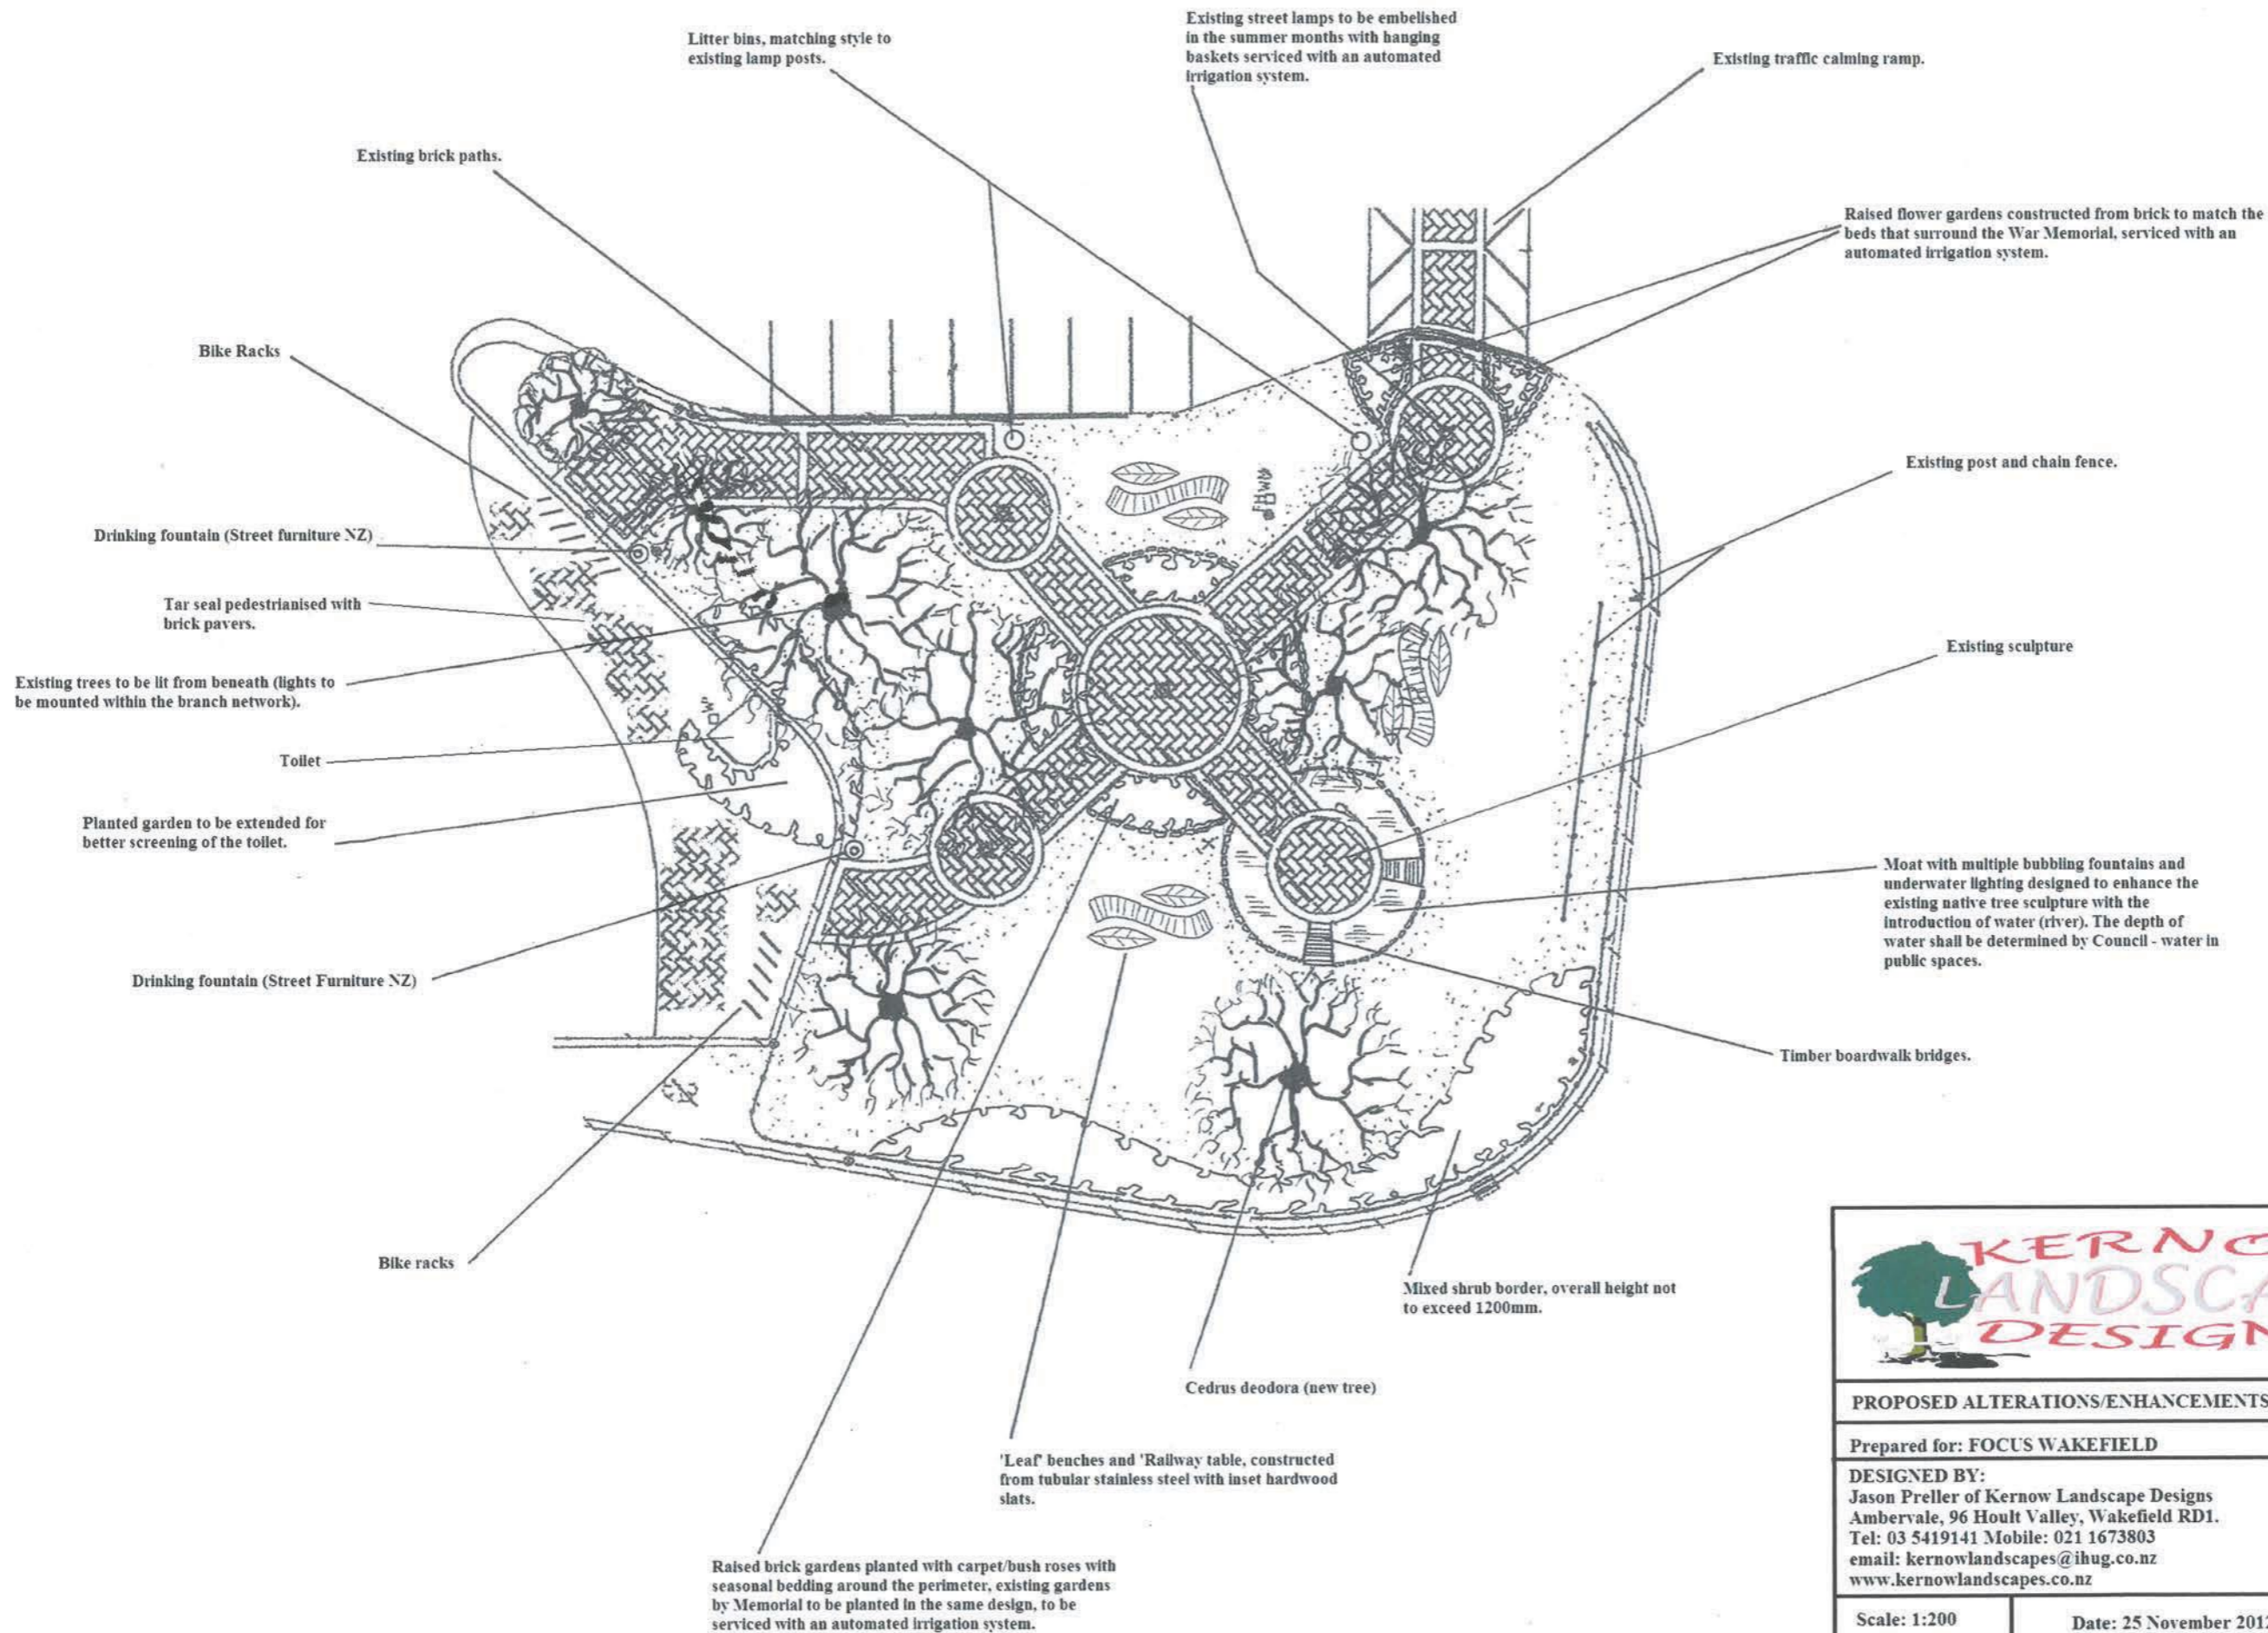 Existing street lamps to be embelished
in the summer months with hanging
baskets serviced with an automated
irrigation system.
Litter bins, matching style to
existing lamp posts.
Existing traffic calming ramp.
Existing brick paths.
Raised flower gardens constructed from brick to match the
beds that surround the War Memorial, serviced with an
automated irrigation system.
Bike Racks
Existing post and chain fence.
Drinking fountain (Street furniture NZ)
Tar seal pedestrianised with
brick pavers.
Existing sculpture
Existing trees to be lit from beneath (lights to
be mounted within the branch network).
Toilet
Planted garden to be extended for
better screening of the toilet.
Moat with multiple bubbling fountains and
underwater lighting designed to enhance the
existing native tree sculpture with the
introduction of water (river). The depth of
water shall be determined by Council - water in
public spaces.
Drinking fountain (Street Furniture NZ)
Timber boardwalk bridges.
Bike racks
Mixed shrub border, overall height not
to exceed 1200mm.
Cedrus deodora (new tree)
'Leaf' benches and 'Railway table, constructed
from tubular stainless steel with inset hardwood
slats.
Raised brick gardens planted with carpet/bush roses with
seasonal bedding around the perimeter, existing gardens
by Memorial to be planted in the same design, to be
serviced with an automated irrigation system.
KERNO
LANDSCA
DESIGN
PROPOSED ALTERATIONS/ENHANCEMENTS
Prepared for: FOCUS WAKEFIELD
DESIGNED BY:
Jason Preller of Kernow Landscape Designs
Ambervale, 96 Hoult Valley, Wakefield RD1.
Tel: 03 5419141 Mobile: 021 1673803
email: kernowlandscapes@ihug.co.nz
www.kernowlandscapes.co.nz
Scale: 1:200
Date: 25 November 201